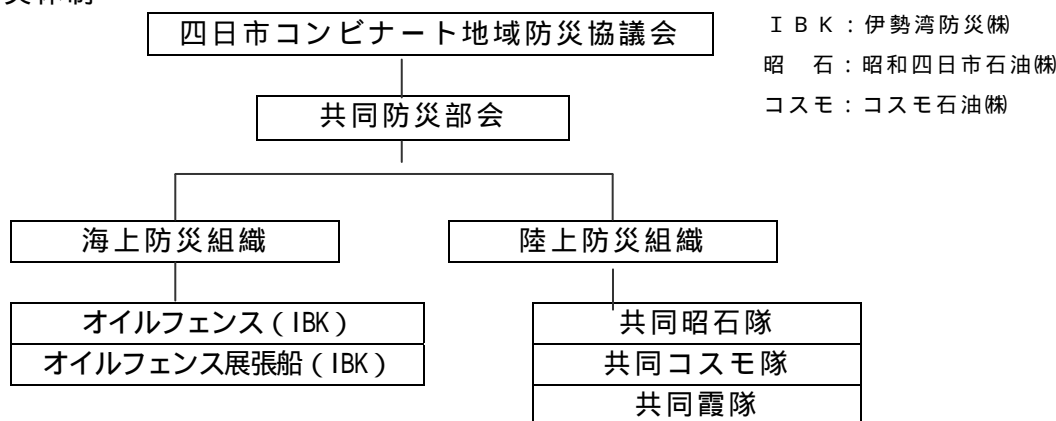 四日市コンビナート地域防災協議会
ＩＢＫ：伊勢湾防災㈱
昭　石：昭和四日市石油㈱
コスモ：コスモ石油㈱
共同防災部会
海上防災組織
陸上防災組織
オイルフェンス（IBK）
オイルフェンス展張船（IBK）
共同昭石隊
共同コスモ隊
共同霞隊